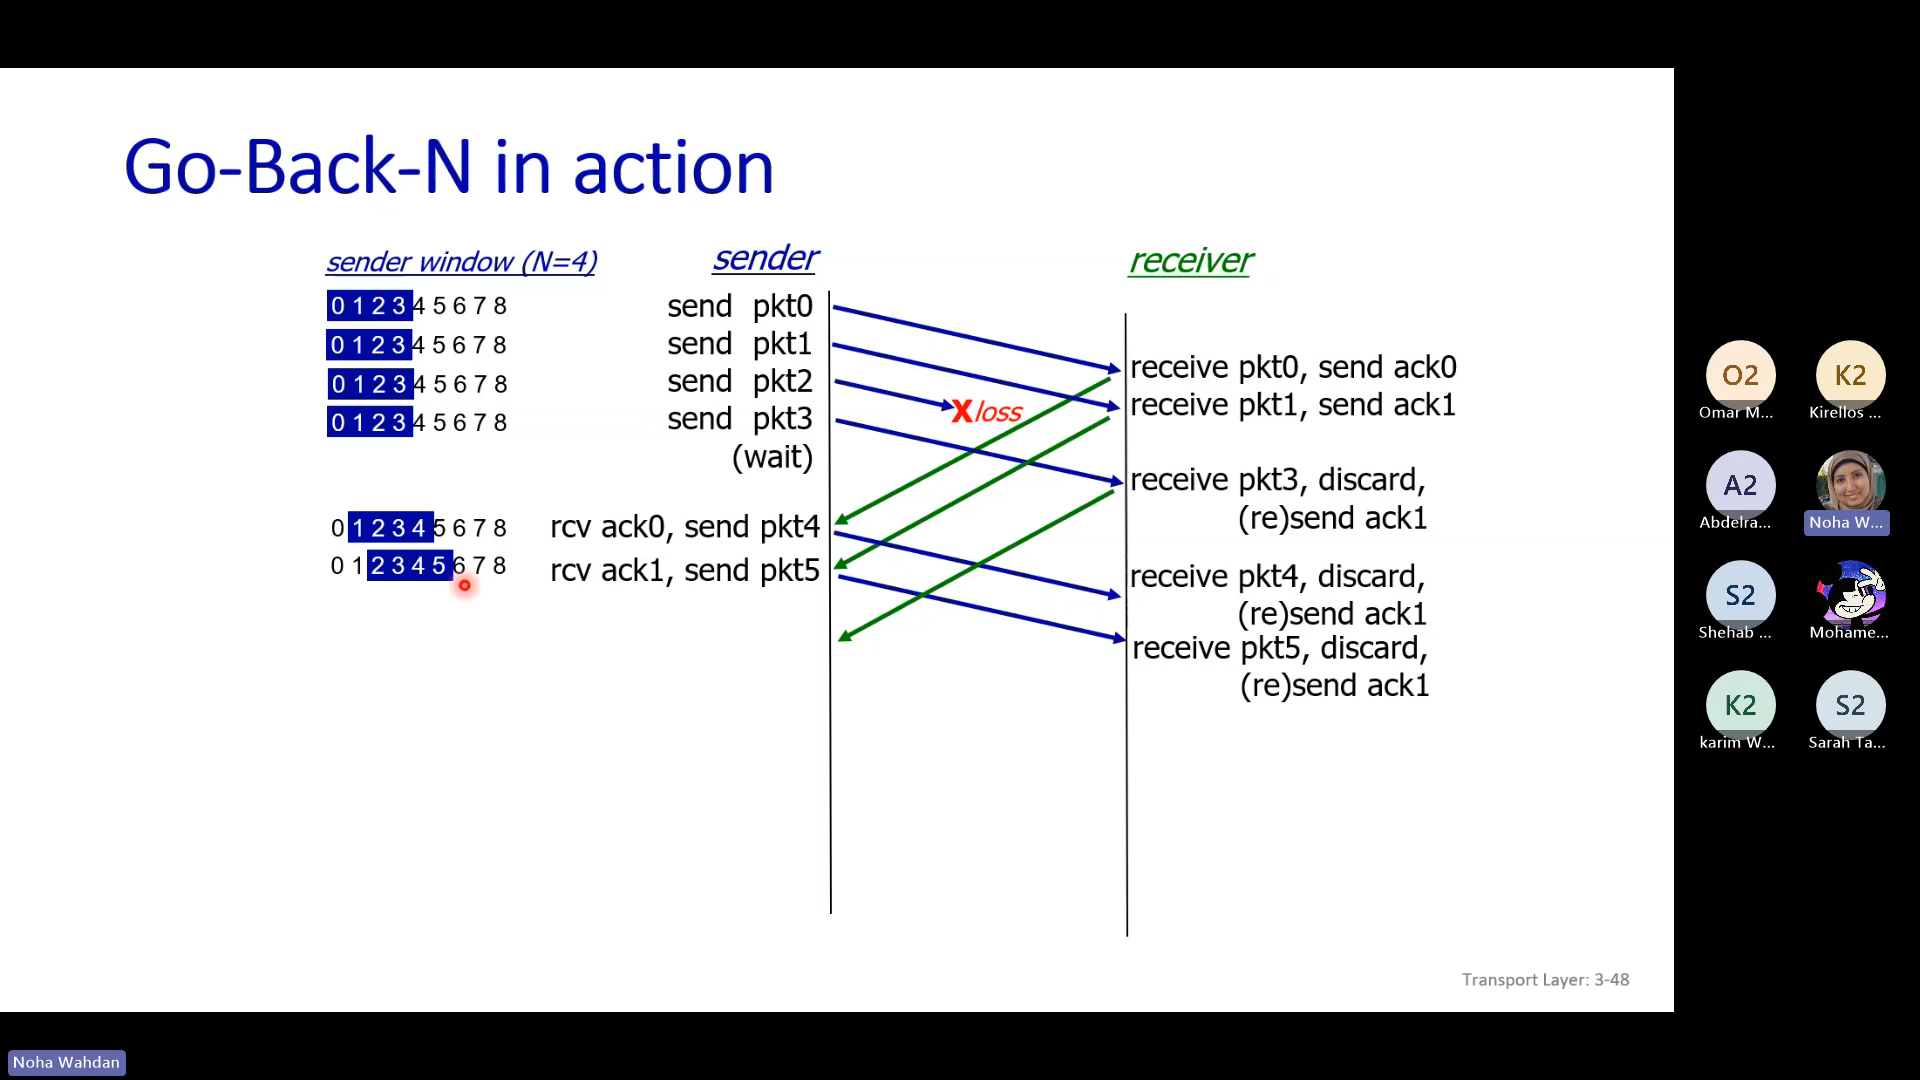 Go-Back-N in action
sender window (N=4)
sender
receiver
0 1 2 3 4 5 6 7 8
send pkt0
0 1 2 3 4 5 6 7 8
send pkt1
0 1 2 3 4 5 6 7 8
send pkt2
0 1 2 3 4 5 6 7 8
send pkt3
(wait)
X loss
receive pkt0, send ack0
receive pkt1, send ack1
receive pkt3, discard,
(re)send ack1
0 1 2 3 4 5 6 7 8
rcv ack0, send pkt4
0 1 2 3 4 5 6 7 8
rcv ack1, send pkt5
receive pkt4, discard,
(re)send ack1
receive pkt5, discard,
(re)send ack1
Transport Layer: 3-48
O2
Omar M...
K2
Kirellos ...
A2
Abdelra...
Noha W...
S2
Shehab ...
Mohame...
K2
karim W...
S2
Sarah Ta...
Noha Wahdan